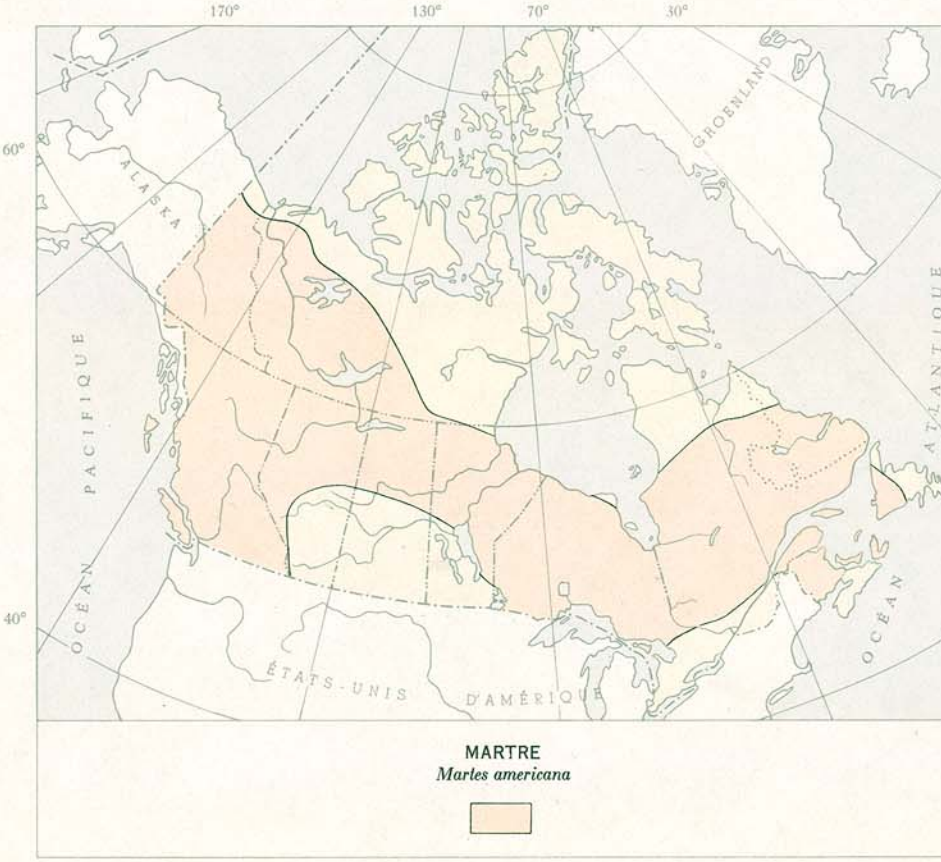 170° 130° 70° 30°
60°
GROENLAND
ALASKA
OCÉAN PACIFIQUE
ATLANTIQUE
OCÉAN
40°
ÉTATS-UNIS D'AMÉRIQUE
MARTRE
Martes americana